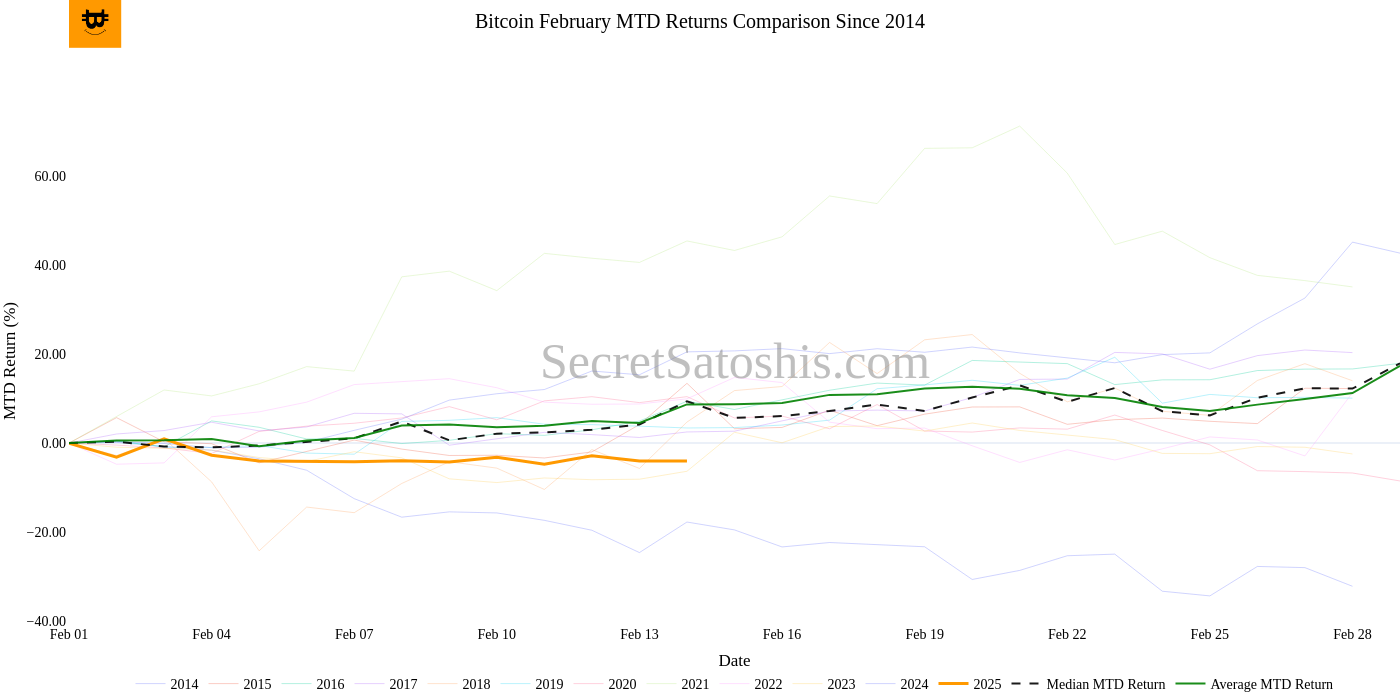 Bitcoin February MTD Returns Comparison Since 2014
MTD Return (%)
60.00
40.00
20.00
0.00
−20.00
−40.00
SecretSatoshis.com
Feb 01 Feb 04 Feb 07 Feb 10 Feb 13 Feb 16 Feb 19 Feb 22 Feb 25 Feb 28
Date
2014 2015 2016 2017 2018 2019 2020 2021 2022 2023 2024 2025 Median MTD Return Average MTD Return